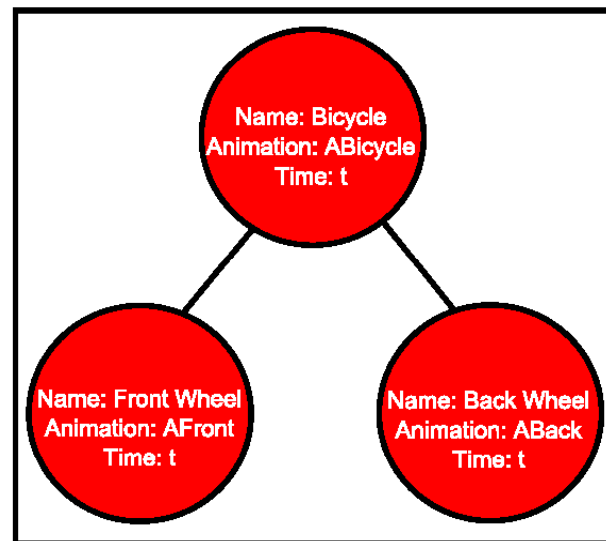 Name: Bicycle
Animation: ABicycle
Time: t
Name: Front Wheel
Animation: AFront
Time: t
Name: Back Wheel
Animation: ABack
Time: t